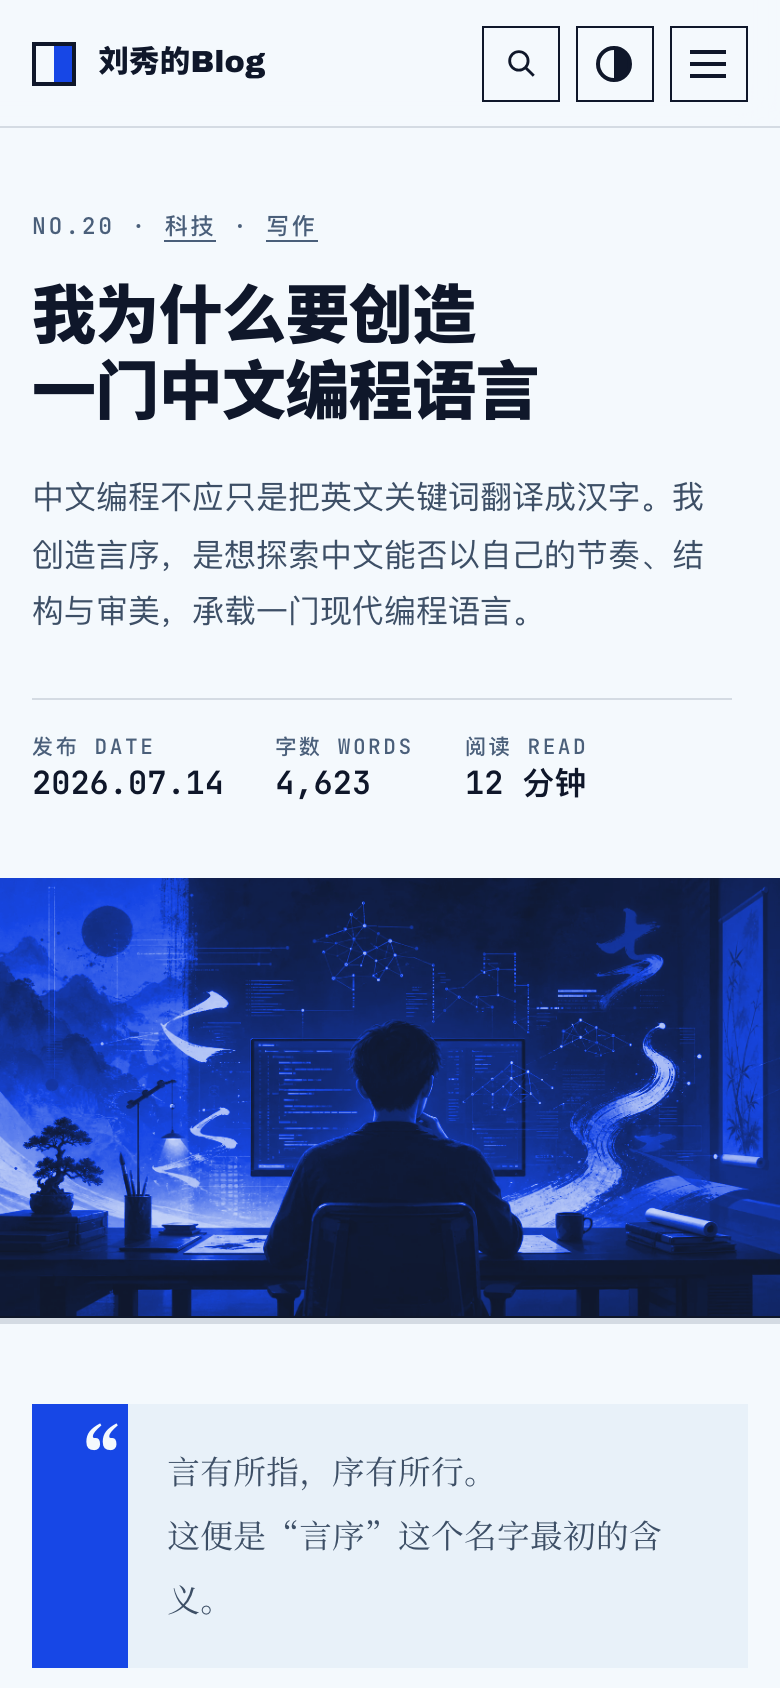 刘秀的Blog
NO.20 · 科技 · 写作
我为什么要创造
一门中文编程语言
中文编程不应只是把英文关键词翻译成汉字。我
创造言序，是想探索中文能否以自己的节奏、结
构与审美，承载一门现代编程语言。
发布 DATE 字数 WORDS 阅读 READ
2026.07.14 4,623 12 分钟
“
言有所指，序有所行。
这便是“言序”这个名字最初的含
义。